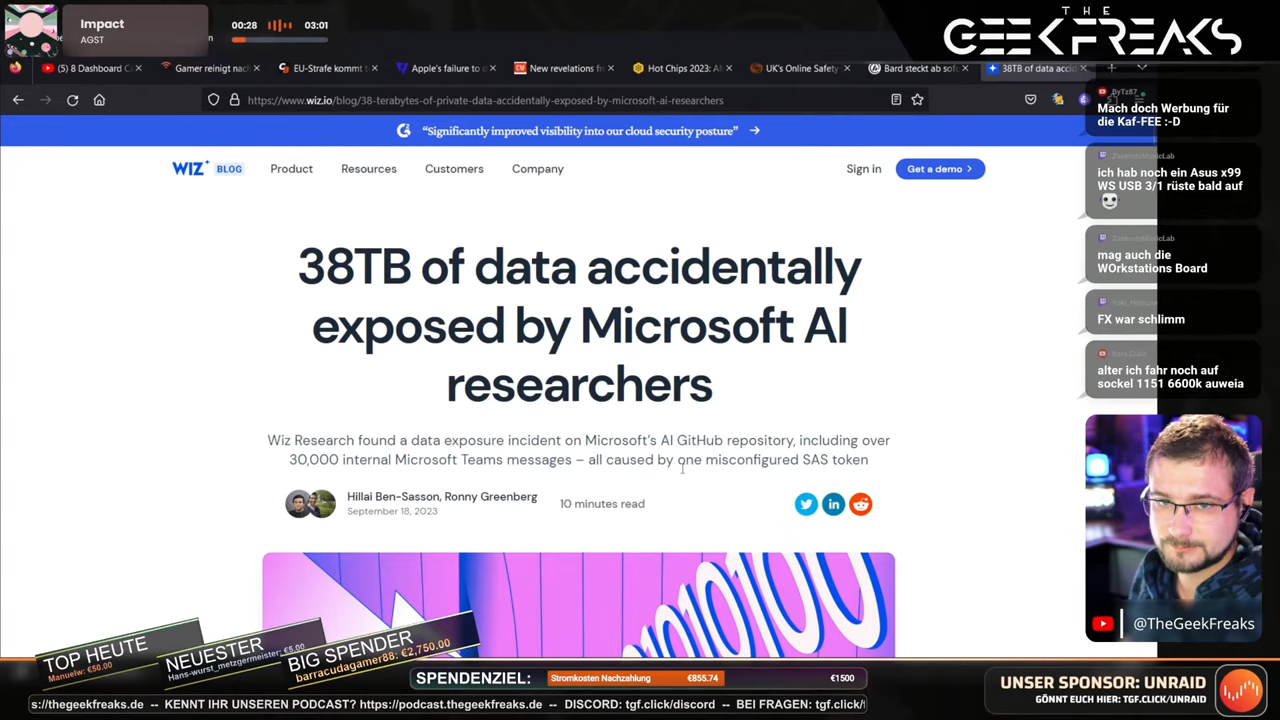 Impact
AGST
00:28
03:01
THE
GEEKFREAKS
(5) 8 Dashboard C
Gamer reinigt nac
EU-Strafe kommt b
Apple's failure to c
New revelations fr
Hot Chips 2023: A
UK's Online Safety
Bard steckt ab sofo
38TB of data accid
https://www.wiz.io/blog/38-terabytes-of-private-data-accidentally-exposed-by-microsoft-ai-researchers
“Significantly improved visibility into our cloud security posture”
WIZ BLOG
Product
Resources
Customers
Company
Sign in
Get a demo
38TB of data accidentally
exposed by Microsoft AI
researchers
Wiz Research found a data exposure incident on Microsoft’s AI GitHub repository, including over
30,000 internal Microsoft Teams messages – all caused by one misconfigured SAS token
Hillai Ben-Sasson, Ronny Greenberg
September 18, 2023
10 minutes read
ByTz87
Mach doch Werbung für
die Kaf-FEE :-D
ich hab noch ein Asus x99
WS USB 3/1 rüste bald auf
mag auch die
WOrkstations Board
FX war schlimm
alter ich fahr noch auf
sockel 1151 6600k auweia
@TheGeekFreaks
TOP HEUTE
Manuelw: €50.00
NEUESTER
Hans-wurst_metzgermeister: €5.00
BIG SPENDER
barracudagamer88: €2,750.00
SPENDENZIEL:
Stromkosten Nachzahlung
€855.74
€1500
UNSER SPONSOR: UNRAID
GÖNNT EUCH HIER: TGF.CLICK/UNRAID
s://thegeekfreaks.de -- KENNT IHR UNSEREN PODCAST? https://podcast.thegeekfreaks.de -- DISCORD: tgf.click/discord -- BEI FRAGEN: tgf.click/